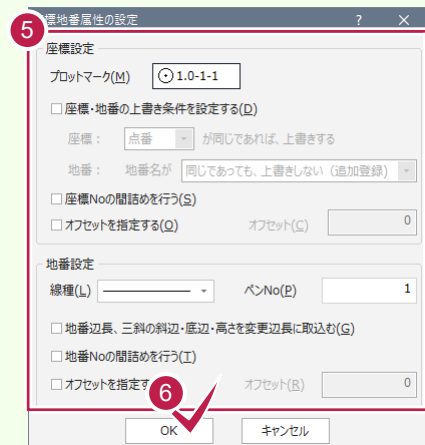 5
標地番属性の設定 ? ×
座標設定
プロットマーク(M) 1.0-1-1
座標・地番の上書き条件を設定する(D)
座標： 点番 が同じであれば、上書きする
地番： 地番名が 同じであっても、上書きしない（追加登録）
座標Noの間詰めを行う(S)
オフセットを指定する(O) オフセット(C) 0
地番設定
線種(L) ペンNo(P) 1
地番辺長、三斜の斜辺・底辺・高さを変更辺長に取込む(G)
地番Noの間詰めを行う(T)
オフセットを指定す オフセット(R) 0
6
OK キャンセル